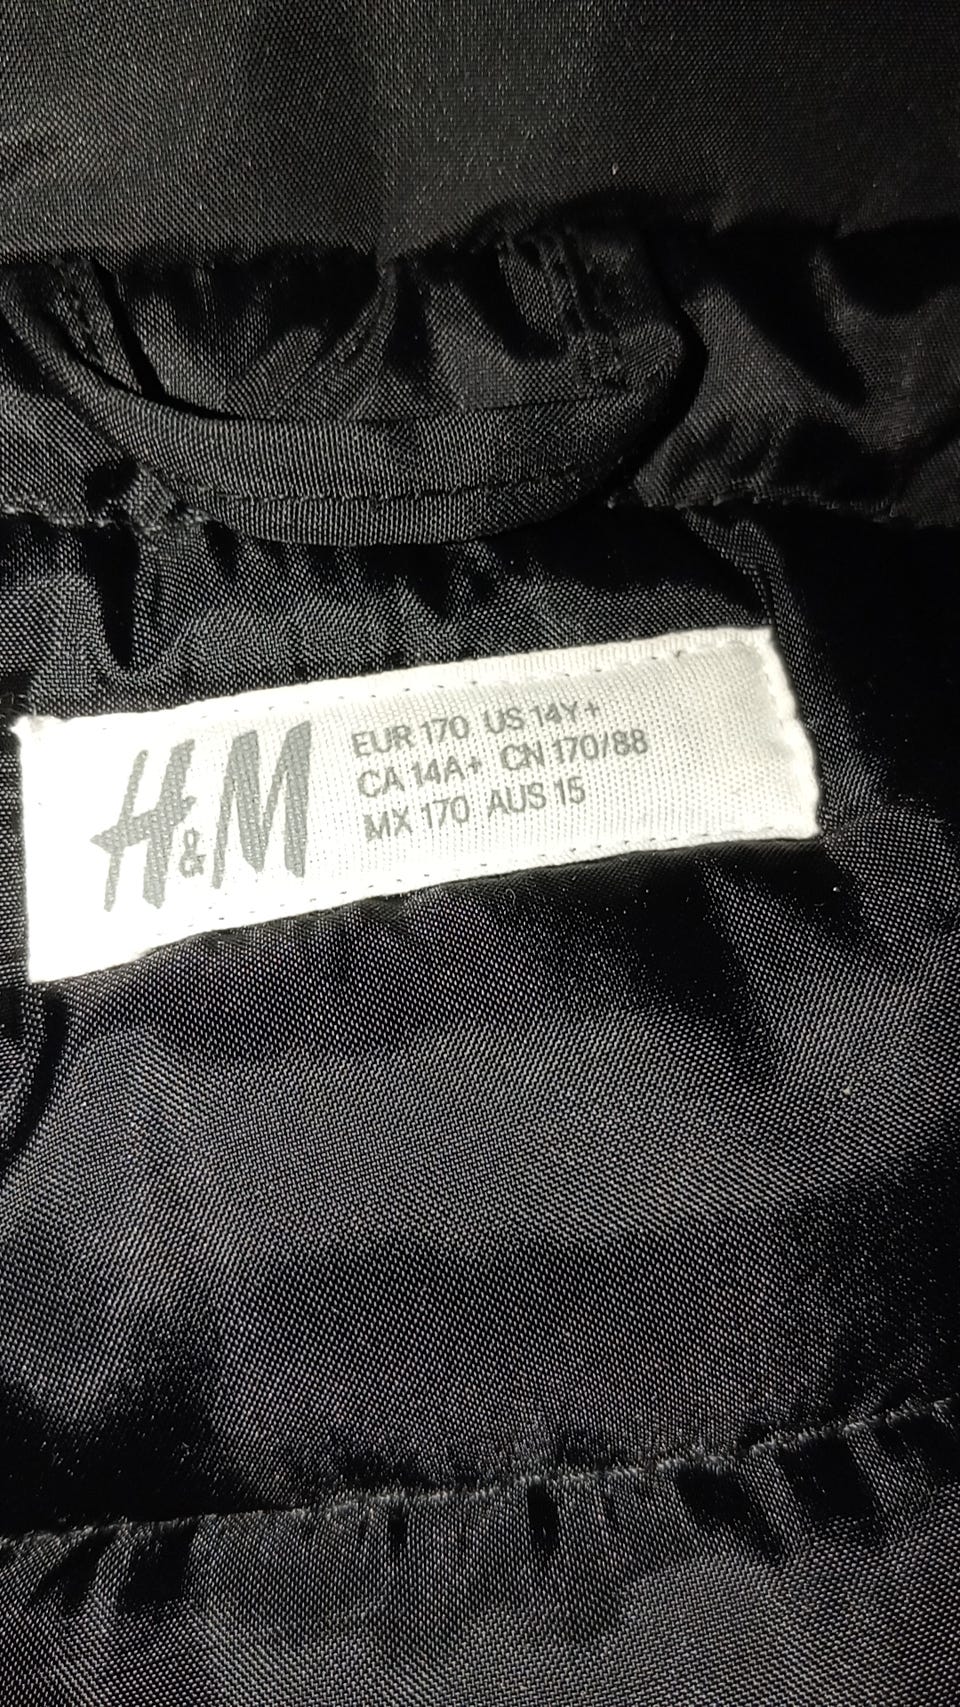 H&M
EUR 170 US 14Y+
CA 14A+ CN 170/88
MX 170 AUS 15